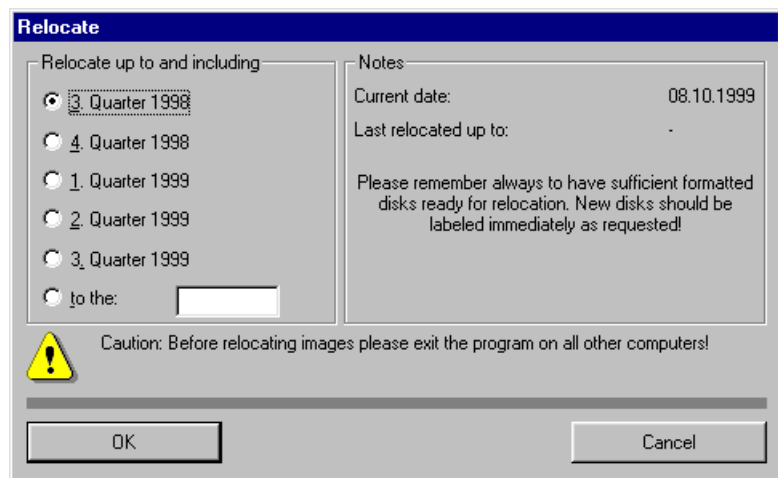 Relocate
Relocate up to and including
3. Quarter 1998
4. Quarter 1998
1. Quarter 1999
2. Quarter 1999
3. Quarter 1999
to the:
Notes
Current date: 08.10.1999
Last relocated up to: -
Please remember always to have sufficient formatted
disks ready for relocation. New disks should be
labeled immediately as requested!
Caution: Before relocating images please exit the program on all other computers!
OK
Cancel